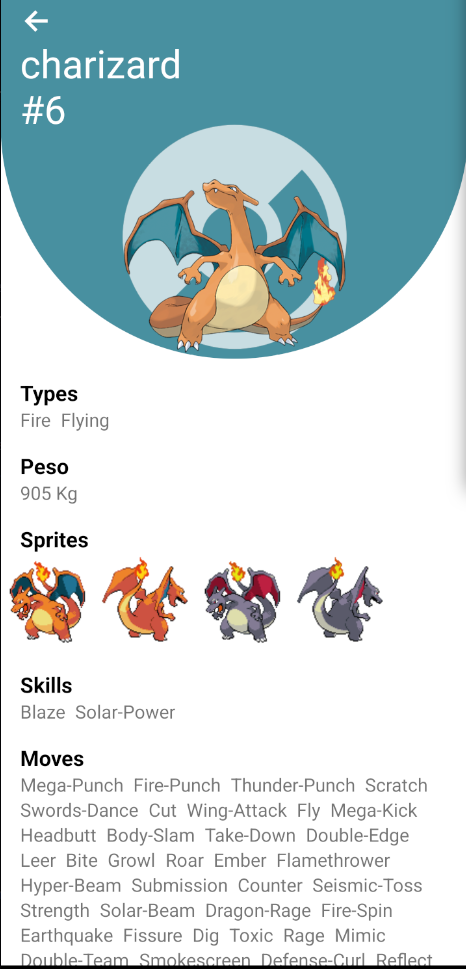 charizard
#6
Types
Fire Flying
Peso
905 Kg
Sprites
Skills
Blaze Solar-Power
Moves
Mega-Punch Fire-Punch Thunder-Punch Scratch
Swords-Dance Cut Wing-Attack Fly Mega-Kick
Headbutt Body-Slam Take-Down Double-Edge
Leer Bite Growl Roar Ember Flamethrower
Hyper-Beam Submission Counter Seismic-Toss
Strength Solar-Beam Dragon-Rage Fire-Spin
Earthquake Fissure Dig Toxic Rage Mimic
Double-Team Smokescreen Defense-Curl Reflect